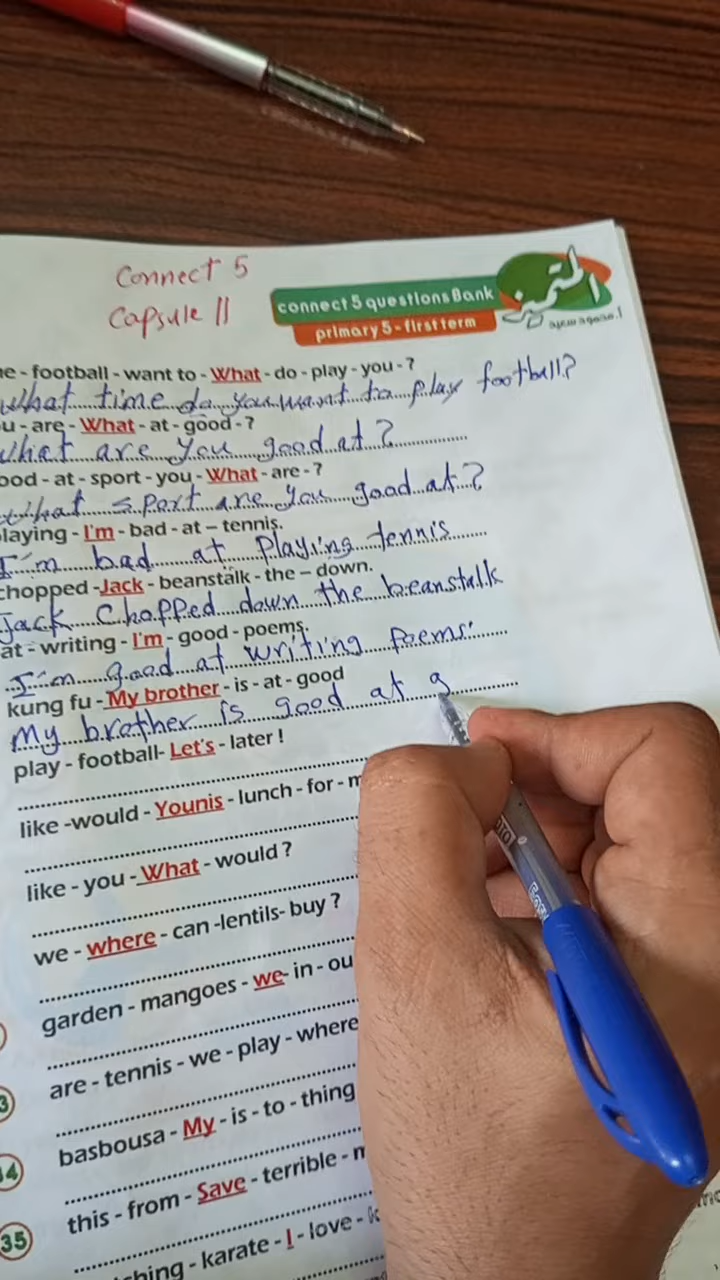 Connect 5
Capsule 11
connect 5 questions Bank
primary 5 - first term
المتميز
- football - want to - What - do - play - you - ?
What time do you want to play football?
- are - What - at - good - ?
What are you good at?
- at - sport - you - What - are - ?
What sport are you good at?
- I'm - bad - at – tennis.
I'm bad at playing tennis
chopped -Jack - beanstalk - the – down.
Jack chopped down the beanstalk
at - writing - I'm - good - poems.
I'm good at writing poems.
kung fu - My brother - is - at - good
My brother is good at
play - football- Let's - later !
like -would - Younis - lunch - for -
like - you - What - would ?
we - where - can -lentils- buy ?
garden - mangoes - we- in -
are - tennis - we - play - where
basbousa - My - is - to - thing
34
this - from - Save - terrible -
35
- karate - I - love -